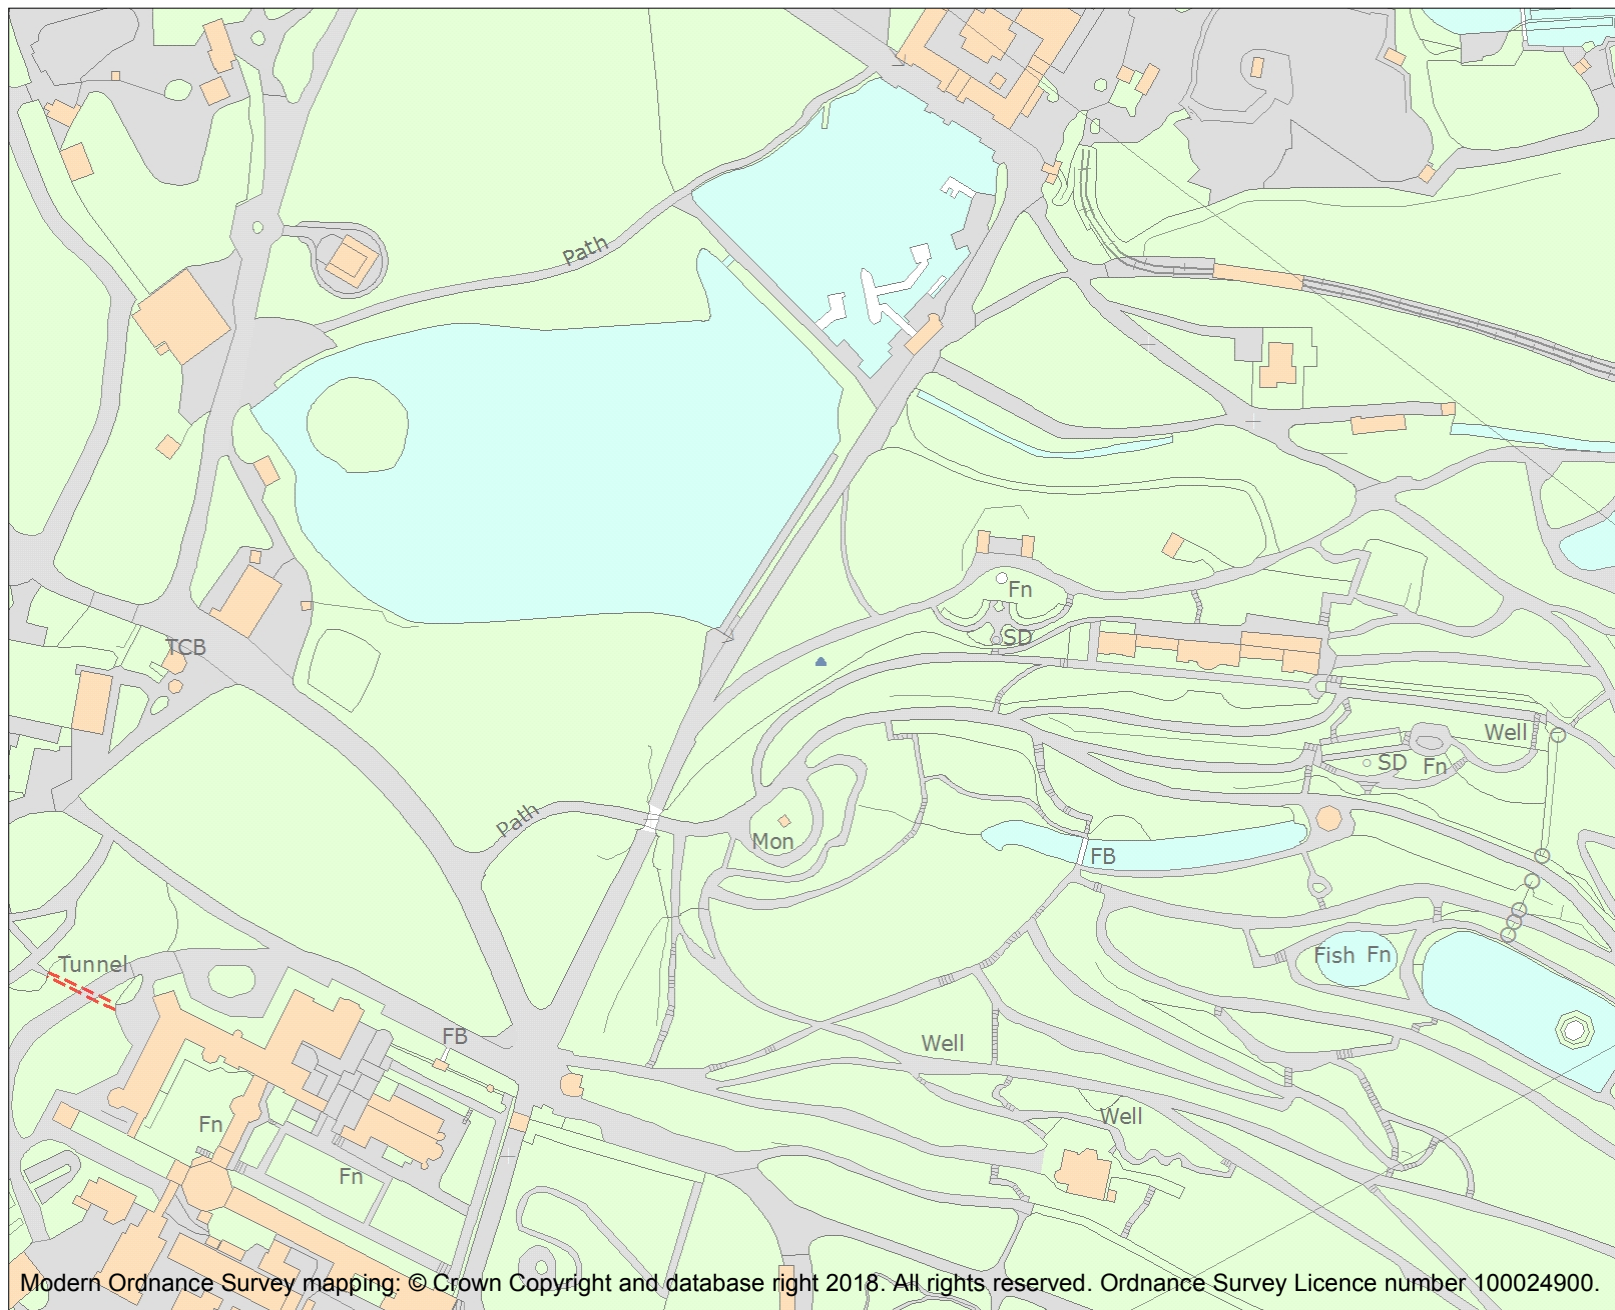 Path
Fn
SD
TCB
Well
SD Fn
Path
Mon
FB
Fish Fn
Tunnel
FB
Well
Well
Fn
Fn
Modern Ordnance Survey mapping: © Crown Copyright and database right 2018. All rights reserved. Ordnance Survey Licence number 100024900.